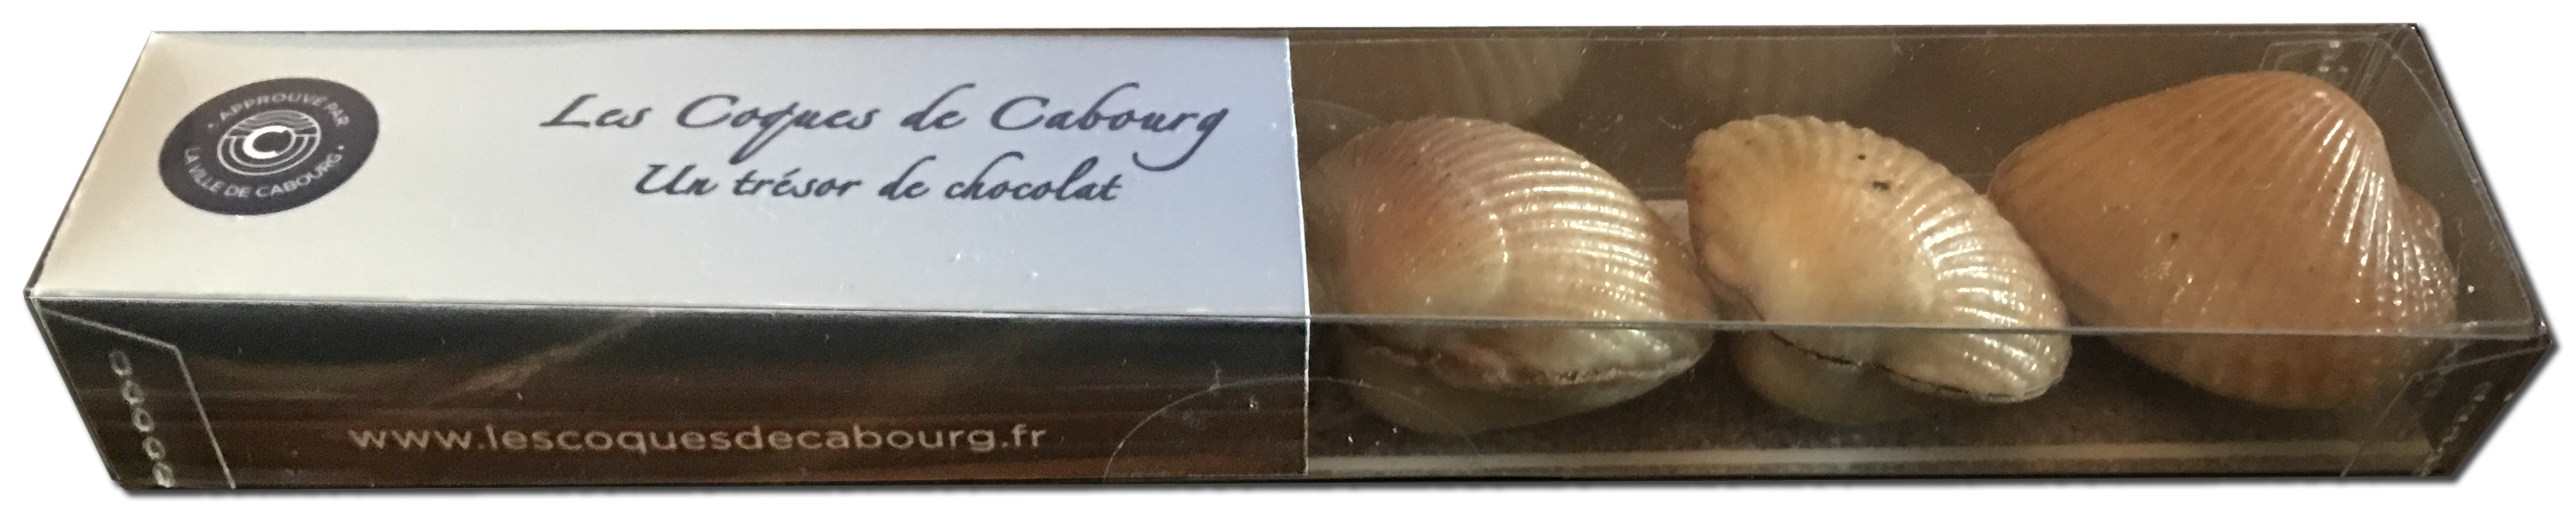 • APPROUVÉ PAR •
LA VILLE DE CABOURG
C
Les Coques de Cabourg
Un trésor de chocolat
www.lescoquesdecabourg.fr